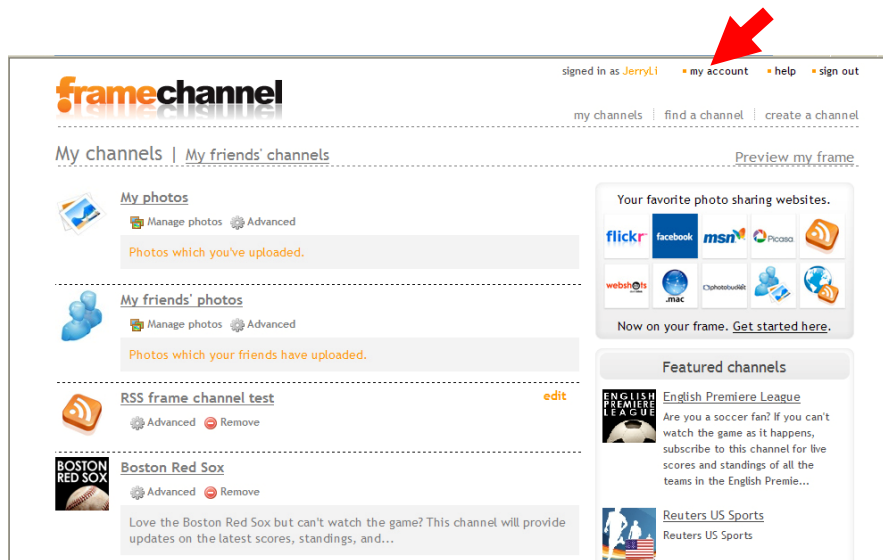 signed in as JerryLi my account help sign out
framechannel
my channels find a channel create a channel
My channels | My friends' channels
Preview my frame
My photos
Manage photos Advanced
Photos which you've uploaded.
My friends' photos
Manage photos Advanced
Photos which your friends have uploaded.
RSS frame channel test
edit
Advanced Remove
BOSTON
RED SOX
Boston Red Sox
Advanced Remove
Love the Boston Red Sox but can't watch the game? This channel will provide
updates on the latest scores, standings, and...
Your favorite photo sharing websites.
flickr facebook msn Picasa
webshots .mac photobucket
Now on your frame. Get started here.
Featured channels
ENGLISH
PREMIERE
LEAGUE
English Premiere League
Are you a soccer fan? If you can't
watch the game as it happens,
subscribe to this channel for live
scores and standings of all the
teams in the English Premie...
Reuters US Sports
Reuters US Sports